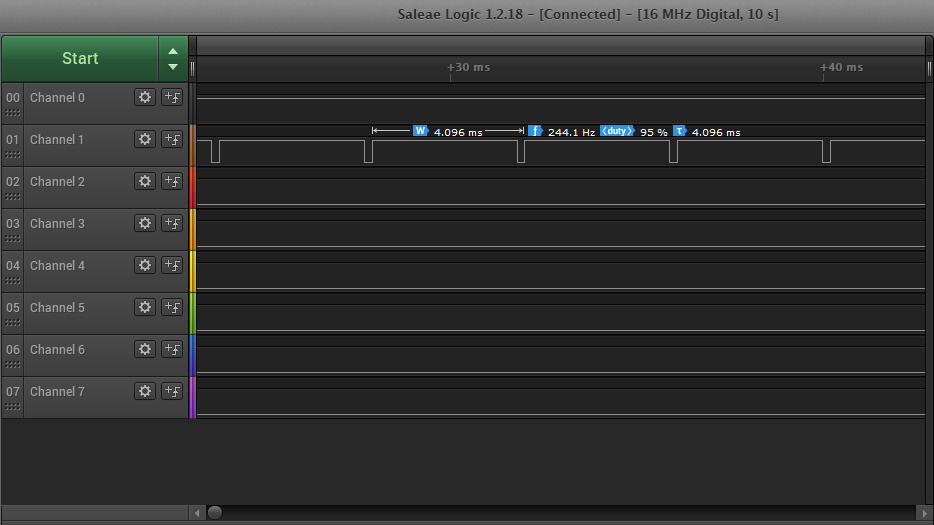 Saleae Logic 1.2.18 - [Connected] - [16 MHz Digital, 10 s]
Start
+30 ms +40 ms
00 Channel 0
01 Channel 1 W 4.096 ms f 244.1 Hz ⟨duty⟩ 95 % T 4.096 ms
02 Channel 2
03 Channel 3
04 Channel 4
05 Channel 5
06 Channel 6
07 Channel 7